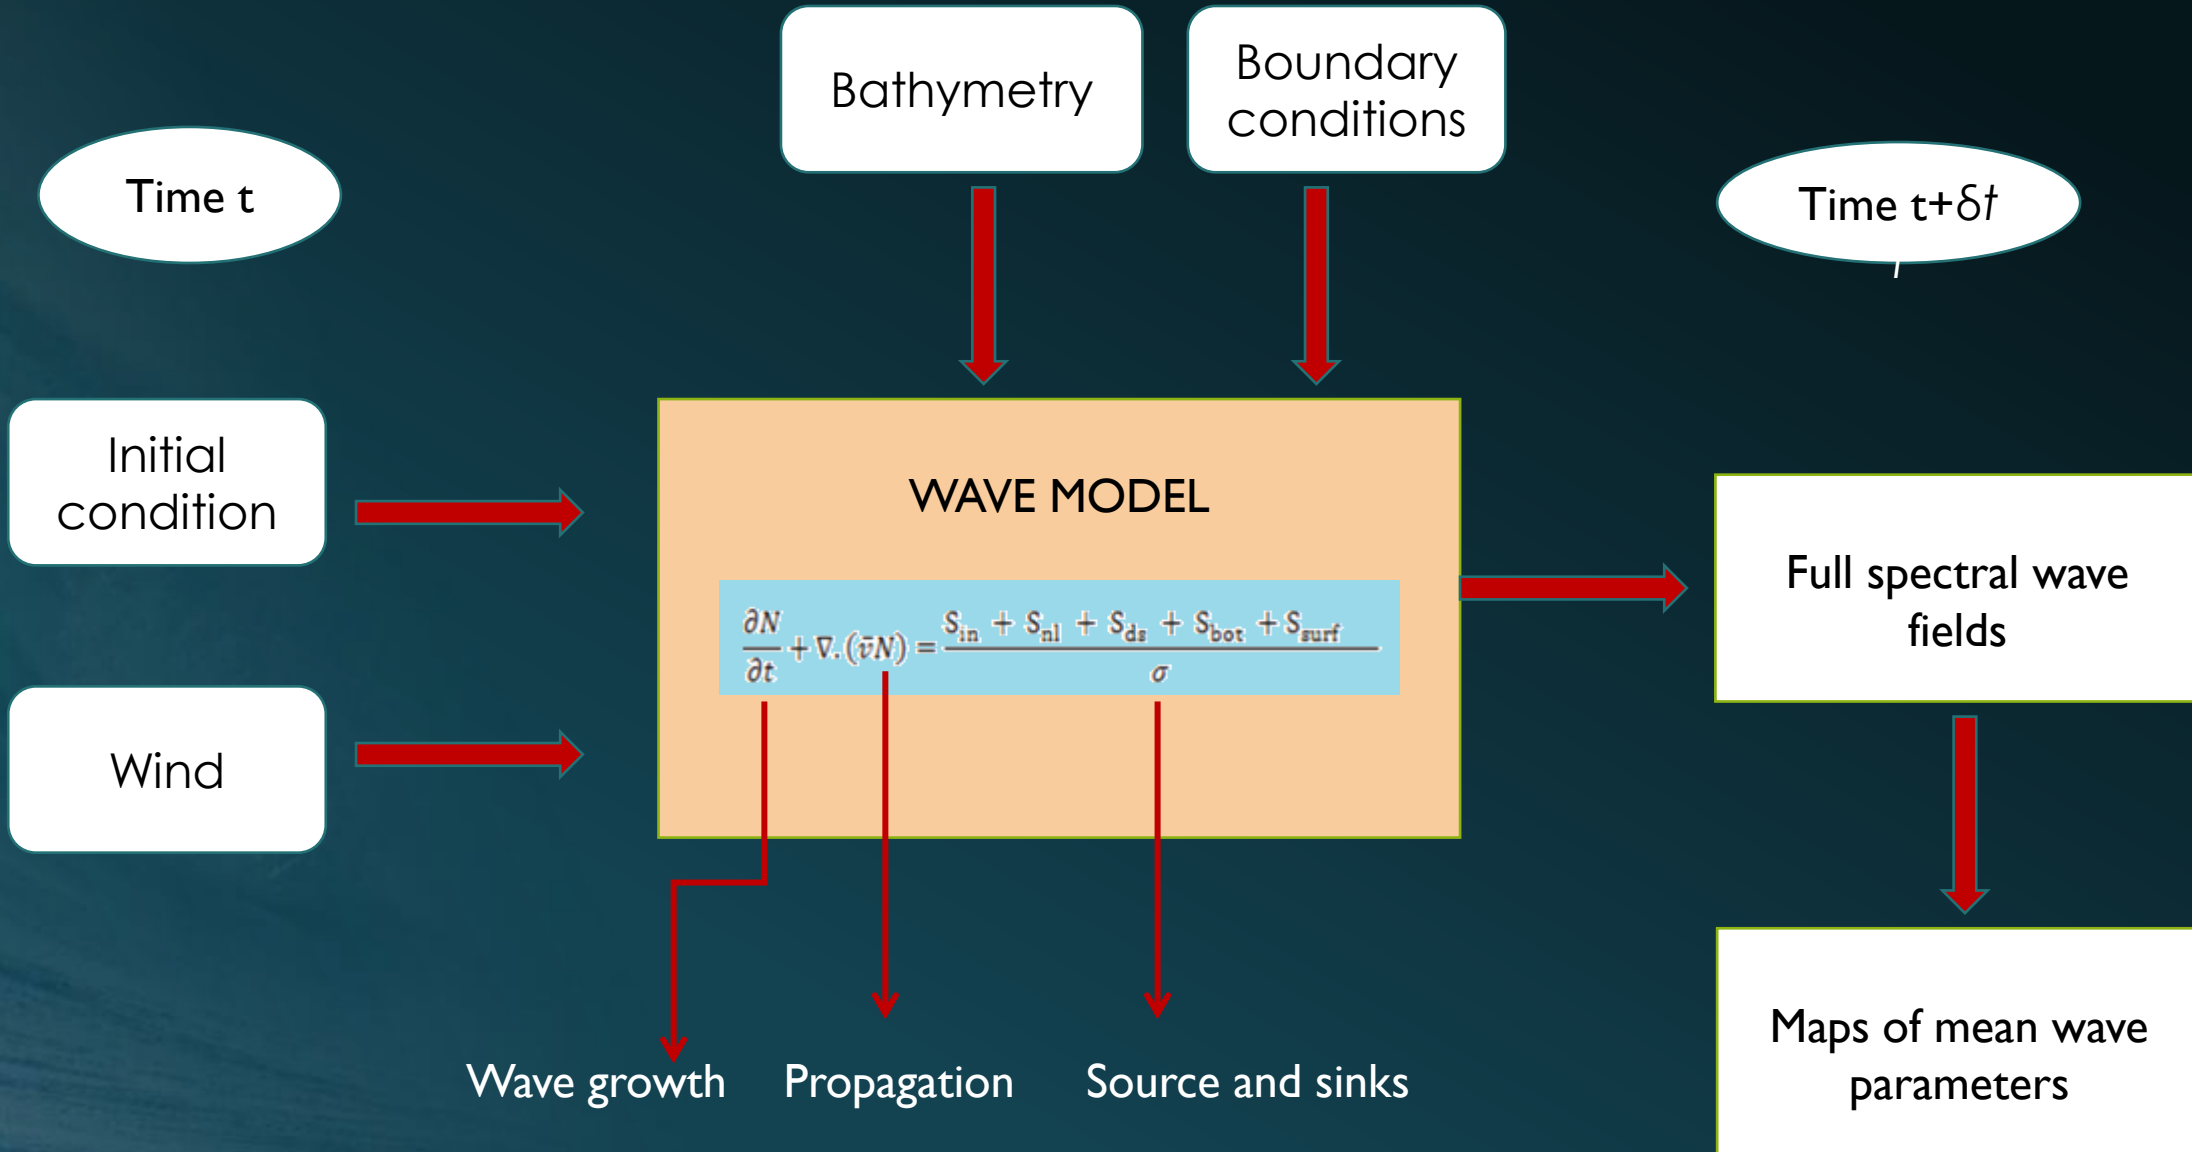 Bathymetry
Boundary
conditions
Time t
Time t+δt
Initial
condition
WAVE MODEL
∂N/∂t + ∇.(v̄N) = (S_in + S_nl + S_ds + S_bot + S_surf)/σ
Full spectral wave
fields
Wind
Wave growth
Propagation
Source and sinks
Maps of mean wave
parameters